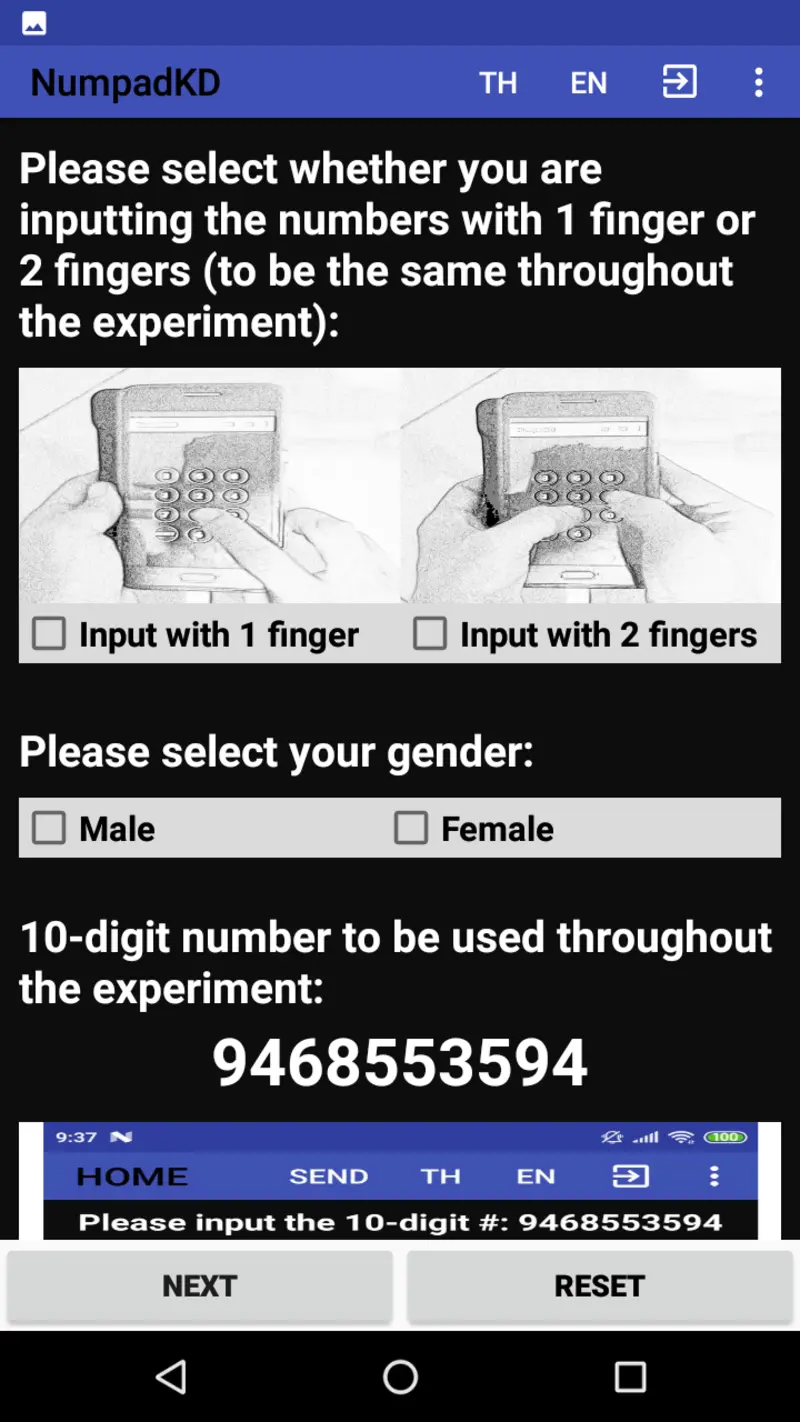 NumpadKD TH EN
Please select whether you are
inputting the numbers with 1 finger or
2 fingers (to be the same throughout
the experiment):
Input with 1 finger Input with 2 fingers
Please select your gender:
Male Female
10-digit number to be used throughout
the experiment:
9468553594
9:37 100
HOME SEND TH EN
Please input the 10-digit #: 9468553594
NEXT RESET